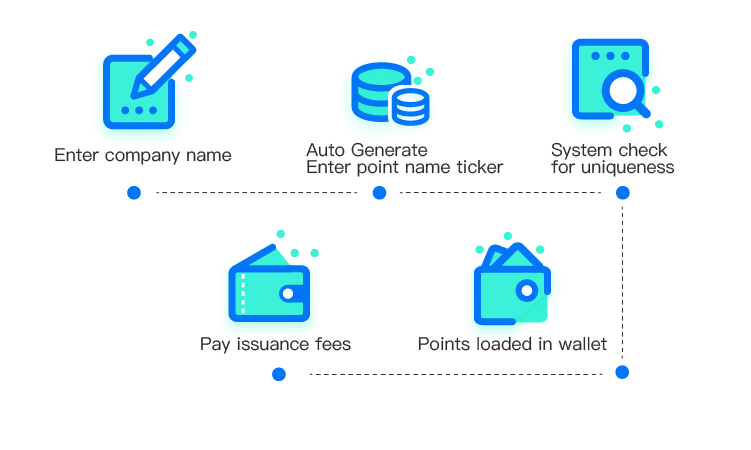 Enter company name
Auto Generate
Enter point name ticker
System check
for uniqueness
Pay issuance fees
Points loaded in wallet